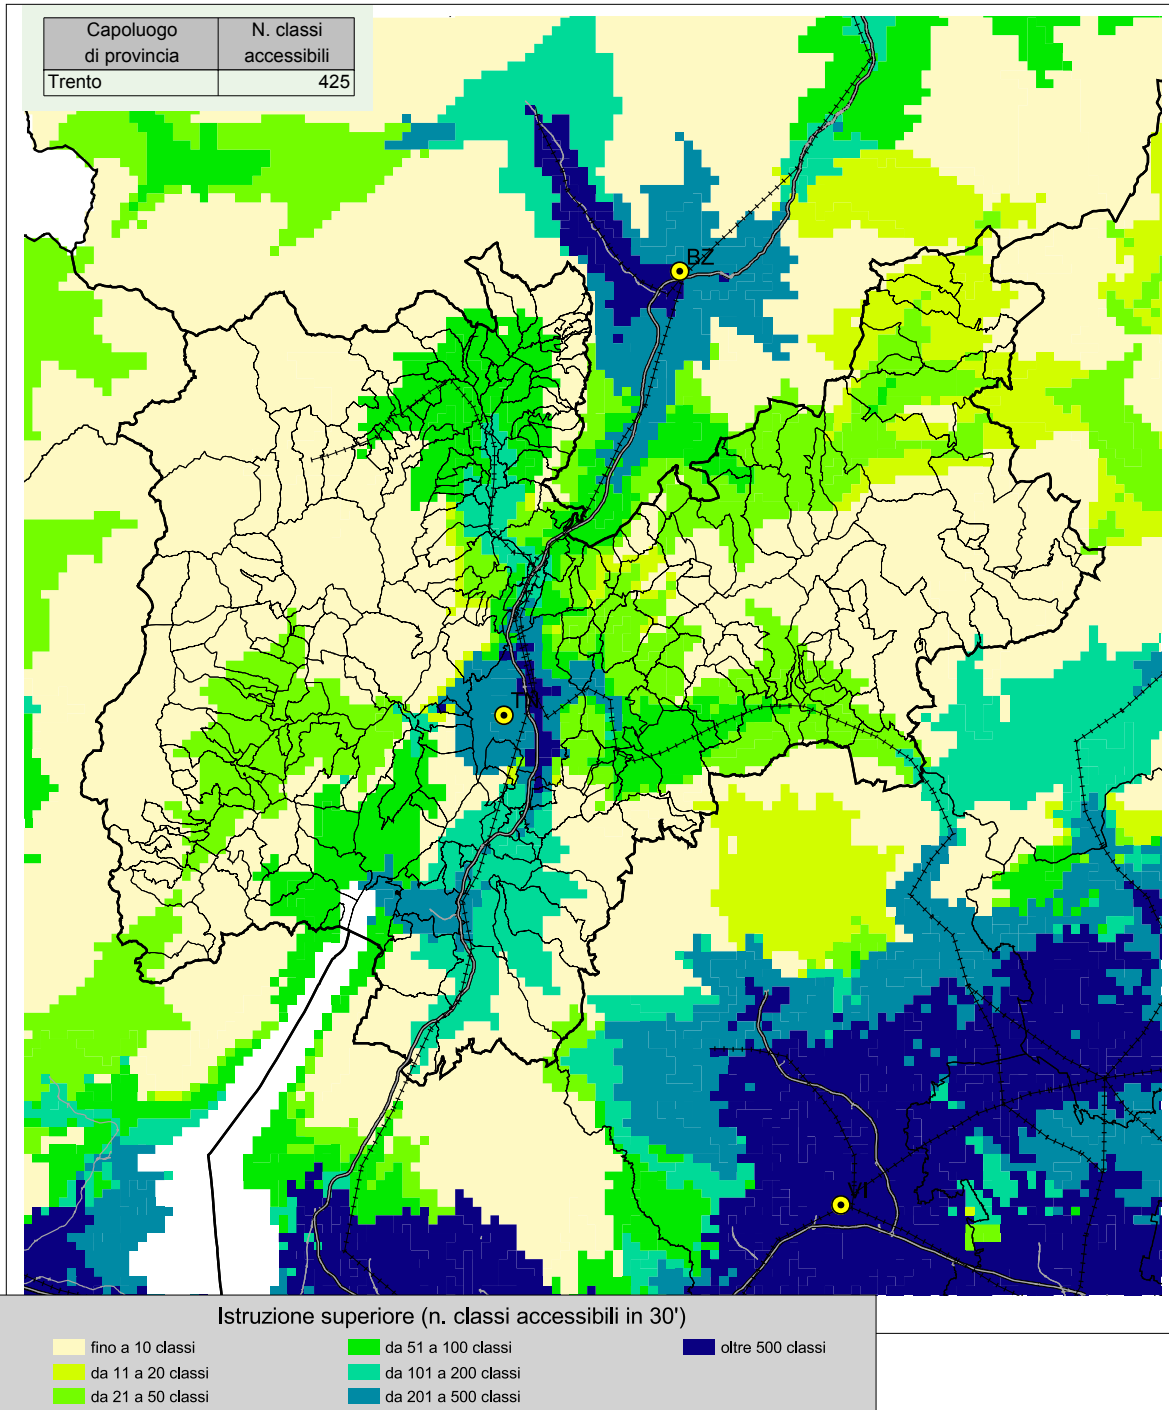 Capoluogo di provincia
N. classi accessibili
Trento 425
BZ
TN
VI
Istruzione superiore (n. classi accessibili in 30')
fino a 10 classi
da 11 a 20 classi
da 21 a 50 classi
da 51 a 100 classi
da 101 a 200 classi
da 201 a 500 classi
oltre 500 classi